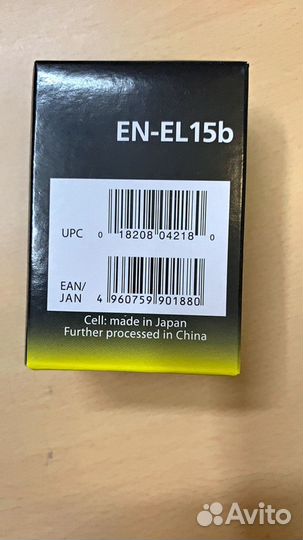 EN-EL15b
UPC 0 18208 04218 0
EAN/
JAN 4 960759 901880
Cell: made in Japan
Further processed in China
Avito